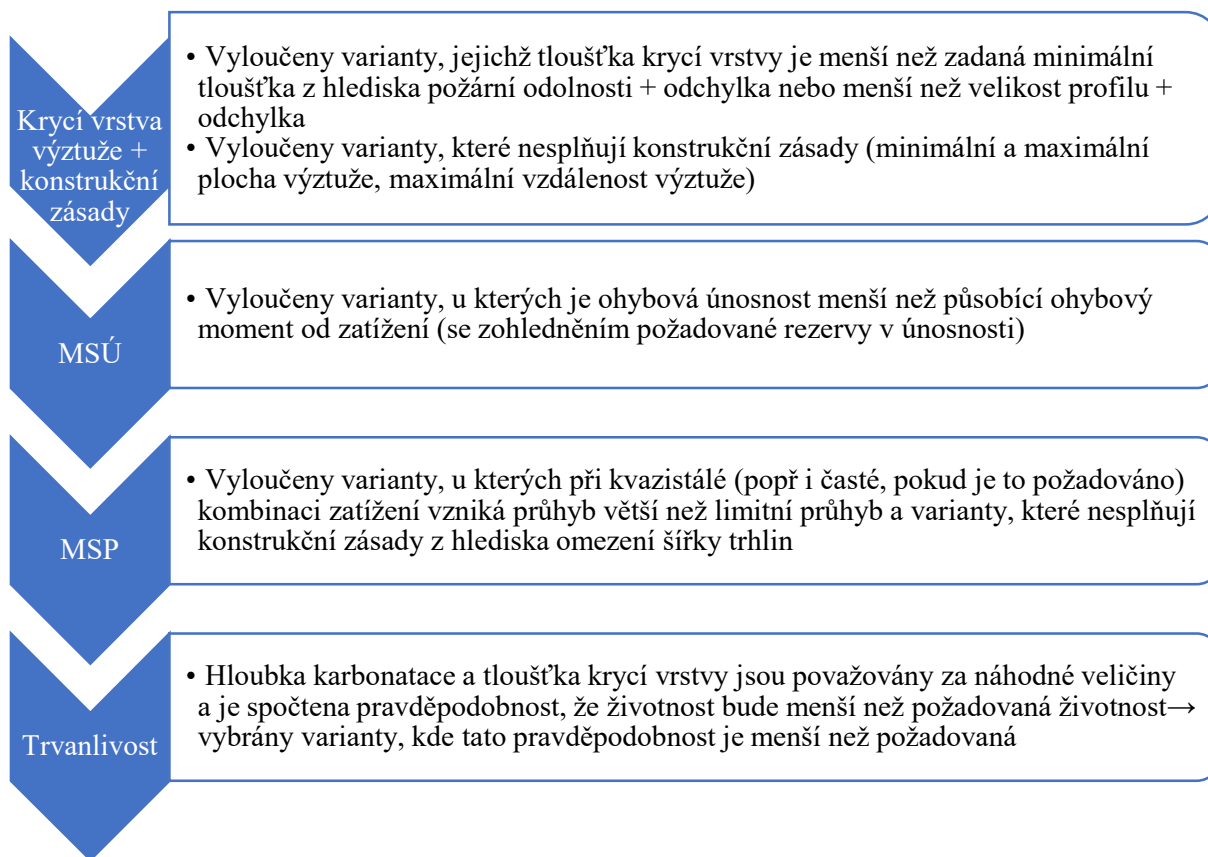 Krycí vrstva
výztuže +
konstrukční
zásady
• Vyloučeny varianty, jejichž tloušťka krycí vrstvy je menší než zadaná minimální
tloušťka z hlediska požární odolnosti + odchylka nebo menší než velikost profilu +
odchylka
• Vyloučeny varianty, které nesplňují konstrukční zásady (minimální a maximální
plocha výztuže, maximální vzdálenost výztuže)
MSÚ
• Vyloučeny varianty, u kterých je ohybová únosnost menší než působící ohybový
moment od zatížení (se zohledněním požadované rezervy v únosnosti)
MSP
• Vyloučeny varianty, u kterých při kvazistálé (popř i časté, pokud je to požadováno)
kombinaci zatížení vzniká průhyb větší než limitní průhyb a varianty, které nesplňují
konstrukční zásady z hlediska omezení šířky trhlin
Trvanlivost
• Hloubka karbonatace a tloušťka krycí vrstvy jsou považovány za náhodné veličiny
a je spočtena pravděpodobnost, že životnost bude menší než požadovaná životnost→
vybrány varianty, kde tato pravděpodobnost je menší než požadovaná